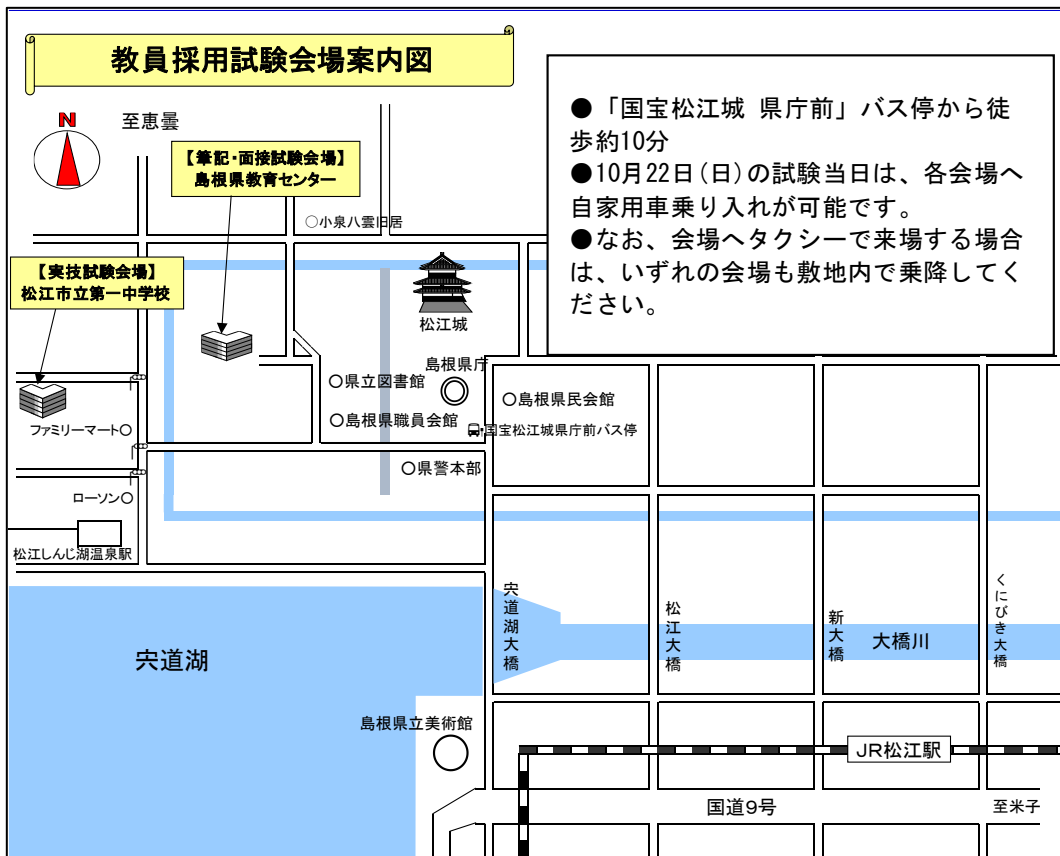 教員採用試験会場案内図
●「国宝松江城 県庁前」バス停から徒
歩約10分
●10月22日(日)の試験当日は、各会場へ
自家用車乗り入れが可能です。
●なお、会場へタクシーで来場する場合
は、いずれの会場も敷地内で乗降してく
ださい。
N
至恵曇
【筆記・面接試験会場】
島根県教育センター
○小泉八雲旧居
【実技試験会場】
松江市立第一中学校
松江城
島根県庁
○県立図書館
○島根県民会館
○島根県職員会館
国宝松江城県庁前バス停
ファミリーマート○
○県警本部
ローソン○
松江しんじ湖温泉駅
宍道湖大橋
松江大橋
新大橋
くにびき大橋
大橋川
宍道湖
島根県立美術館
JR松江駅
国道9号
至米子